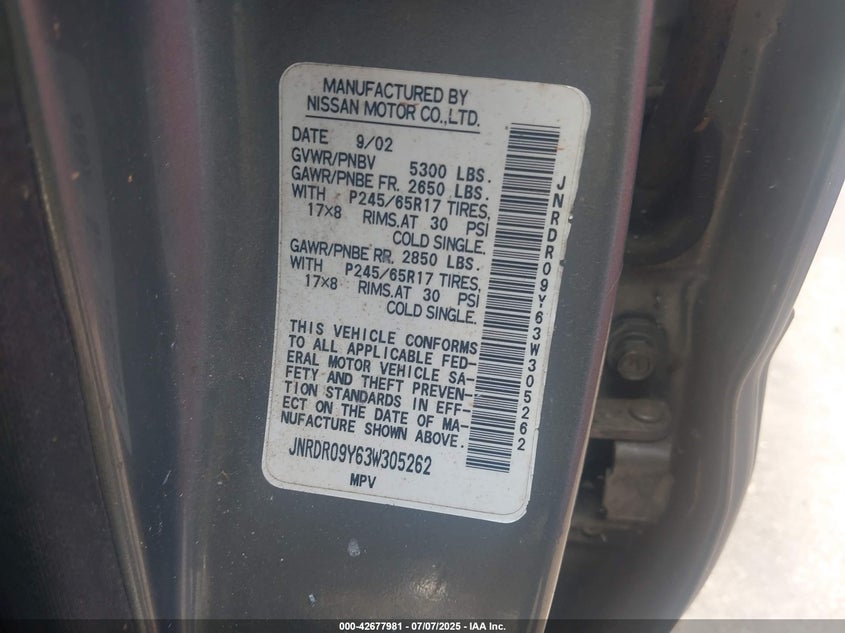 MANUFACTURED BY
NISSAN MOTOR CO.,LTD.
DATE 9/02
GVWR/PNBV 5300 LBS.
GAWR/PNBE FR. 2650 LBS.
WITH P245/65R17 TIRES,
17×8 RIMS.AT 30 PSI
COLD SINGLE.
GAWR/PNBE RR. 2850 LBS.
WITH P245/65R17 TIRES,
17×8 RIMS.AT 30 PSI
COLD SINGLE.
THIS VEHICLE CONFORMS
TO ALL APPLICABLE FED-
ERAL MOTOR VEHICLE SA-
FETY AND THEFT PREVEN-
TION STANDARDS IN EFF-
ECT ON THE DATE OF MA-
NUFACTURE SHOWN ABOVE.
JNRDR09Y63W305262
MPV
JNRDR09Y63W305262
000-42677981 | 07/07/2025 - IAA Inc.